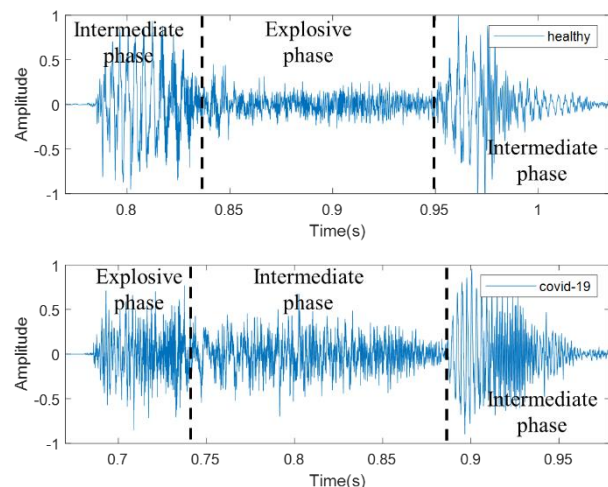 Intermediate
phase
Explosive
phase
healthy
1
0.5
0
-0.5
-1
Amplitude
Intermediate
phase
0.8
0.85
0.9
0.95
1
Time(s)
Explosive
phase
Intermediate
phase
covid-19
1
0.5
0
-0.5
-1
Amplitude
Intermediate
phase
0.7
0.75
0.8
0.85
0.9
0.95
Time(s)